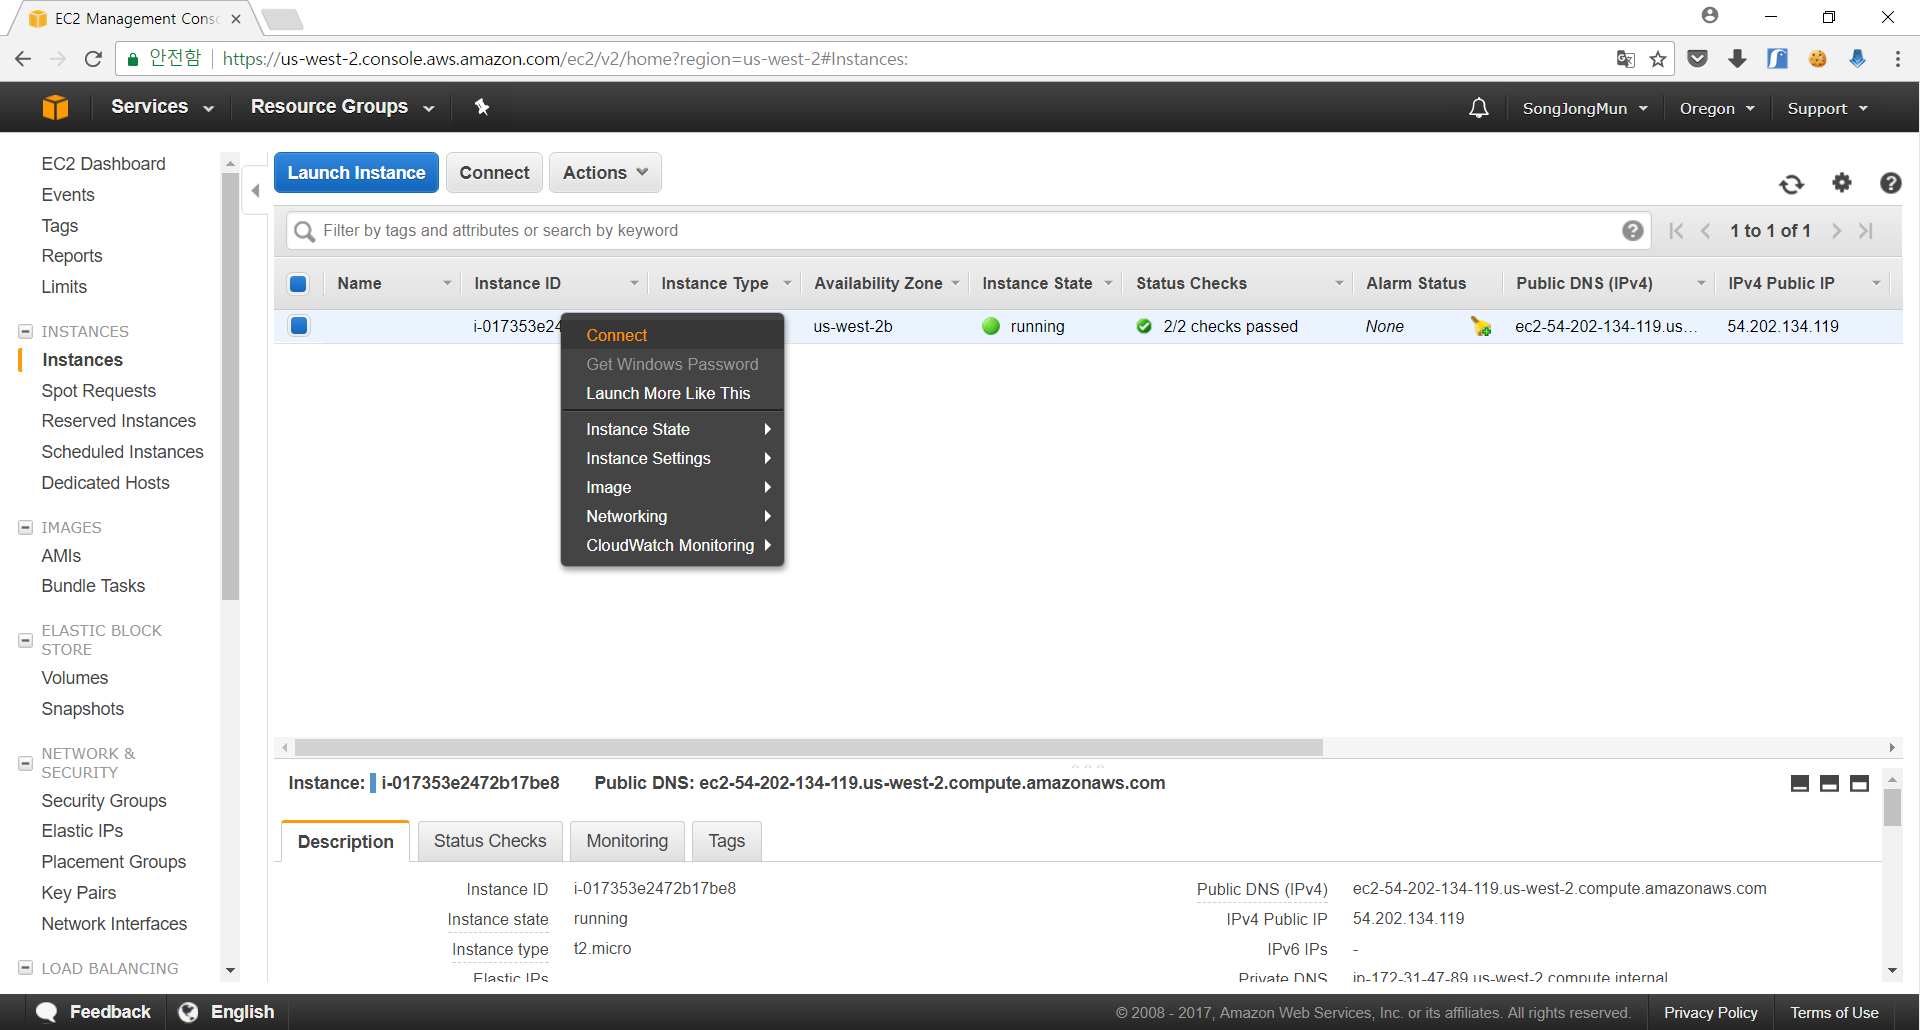 EC2 Management Cons
안전함
https://us-west-2.console.aws.amazon.com/ec2/v2/home?region=us-west-2#Instances:
Services
Resource Groups
SongJongMun
Oregon
Support
EC2 Dashboard
Events
Tags
Reports
Limits
INSTANCES
Instances
Spot Requests
Reserved Instances
Scheduled Instances
Dedicated Hosts
IMAGES
AMIs
Bundle Tasks
ELASTIC BLOCK
STORE
Volumes
Snapshots
NETWORK &
SECURITY
Security Groups
Elastic IPs
Placement Groups
Key Pairs
Network Interfaces
LOAD BALANCING
Launch Instance
Connect
Actions
Filter by tags and attributes or search by keyword
1 to 1 of 1
Name
Instance ID
Instance Type
Availability Zone
Instance State
Status Checks
Alarm Status
Public DNS (IPv4)
IPv4 Public IP
i-017353e24
us-west-2b
running
2/2 checks passed
None
ec2-54-202-134-119.us...
54.202.134.119
Connect
Get Windows Password
Launch More Like This
Instance State
Instance Settings
Image
Networking
CloudWatch Monitoring
Instance: i-017353e2472b17be8
Public DNS: ec2-54-202-134-119.us-west-2.compute.amazonaws.com
Description
Status Checks
Monitoring
Tags
Instance ID i-017353e2472b17be8
Instance state running
Instance type t2.micro
Elastic IPs
Public DNS (IPv4) ec2-54-202-134-119.us-west-2.compute.amazonaws.com
IPv4 Public IP 54.202.134.119
IPv6 IPs -
Private DNS ip-172-31-47-89.us-west-2.compute.internal
Feedback
English
© 2008 - 2017, Amazon Web Services, Inc. or its affiliates. All rights reserved.
Privacy Policy
Terms of Use